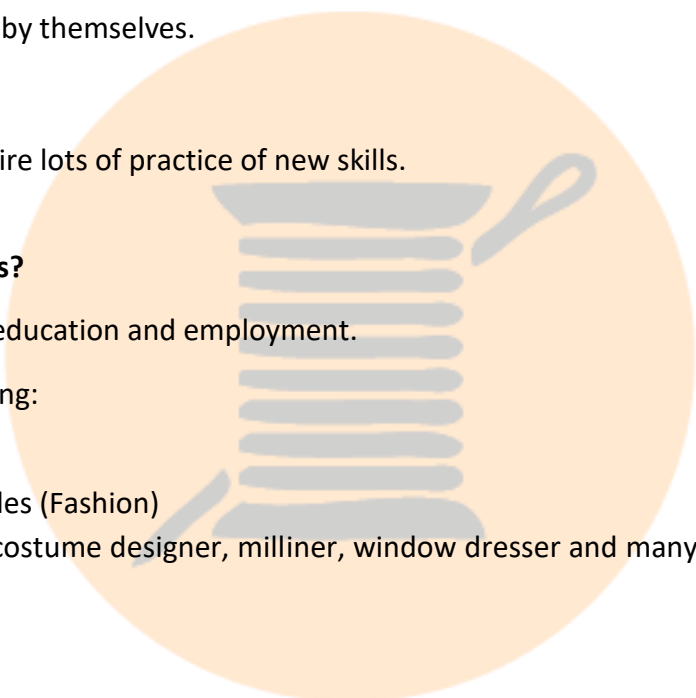 by themselves.
ire lots of practice of new skills.
s?
education and employment.
ng:
les (Fashion)
costume designer, milliner, window dresser and many